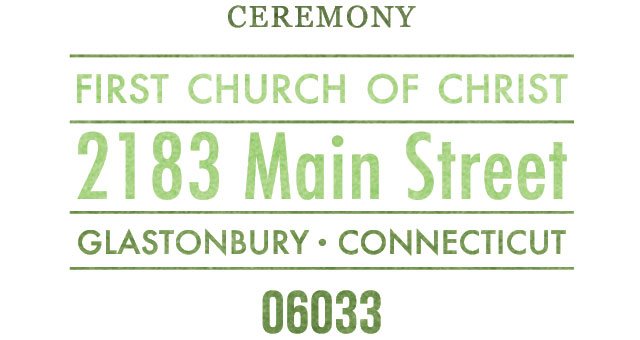 CEREMONY
FIRST CHURCH OF CHRIST
2183 Main Street
GLASTONBURY • CONNECTICUT
06033